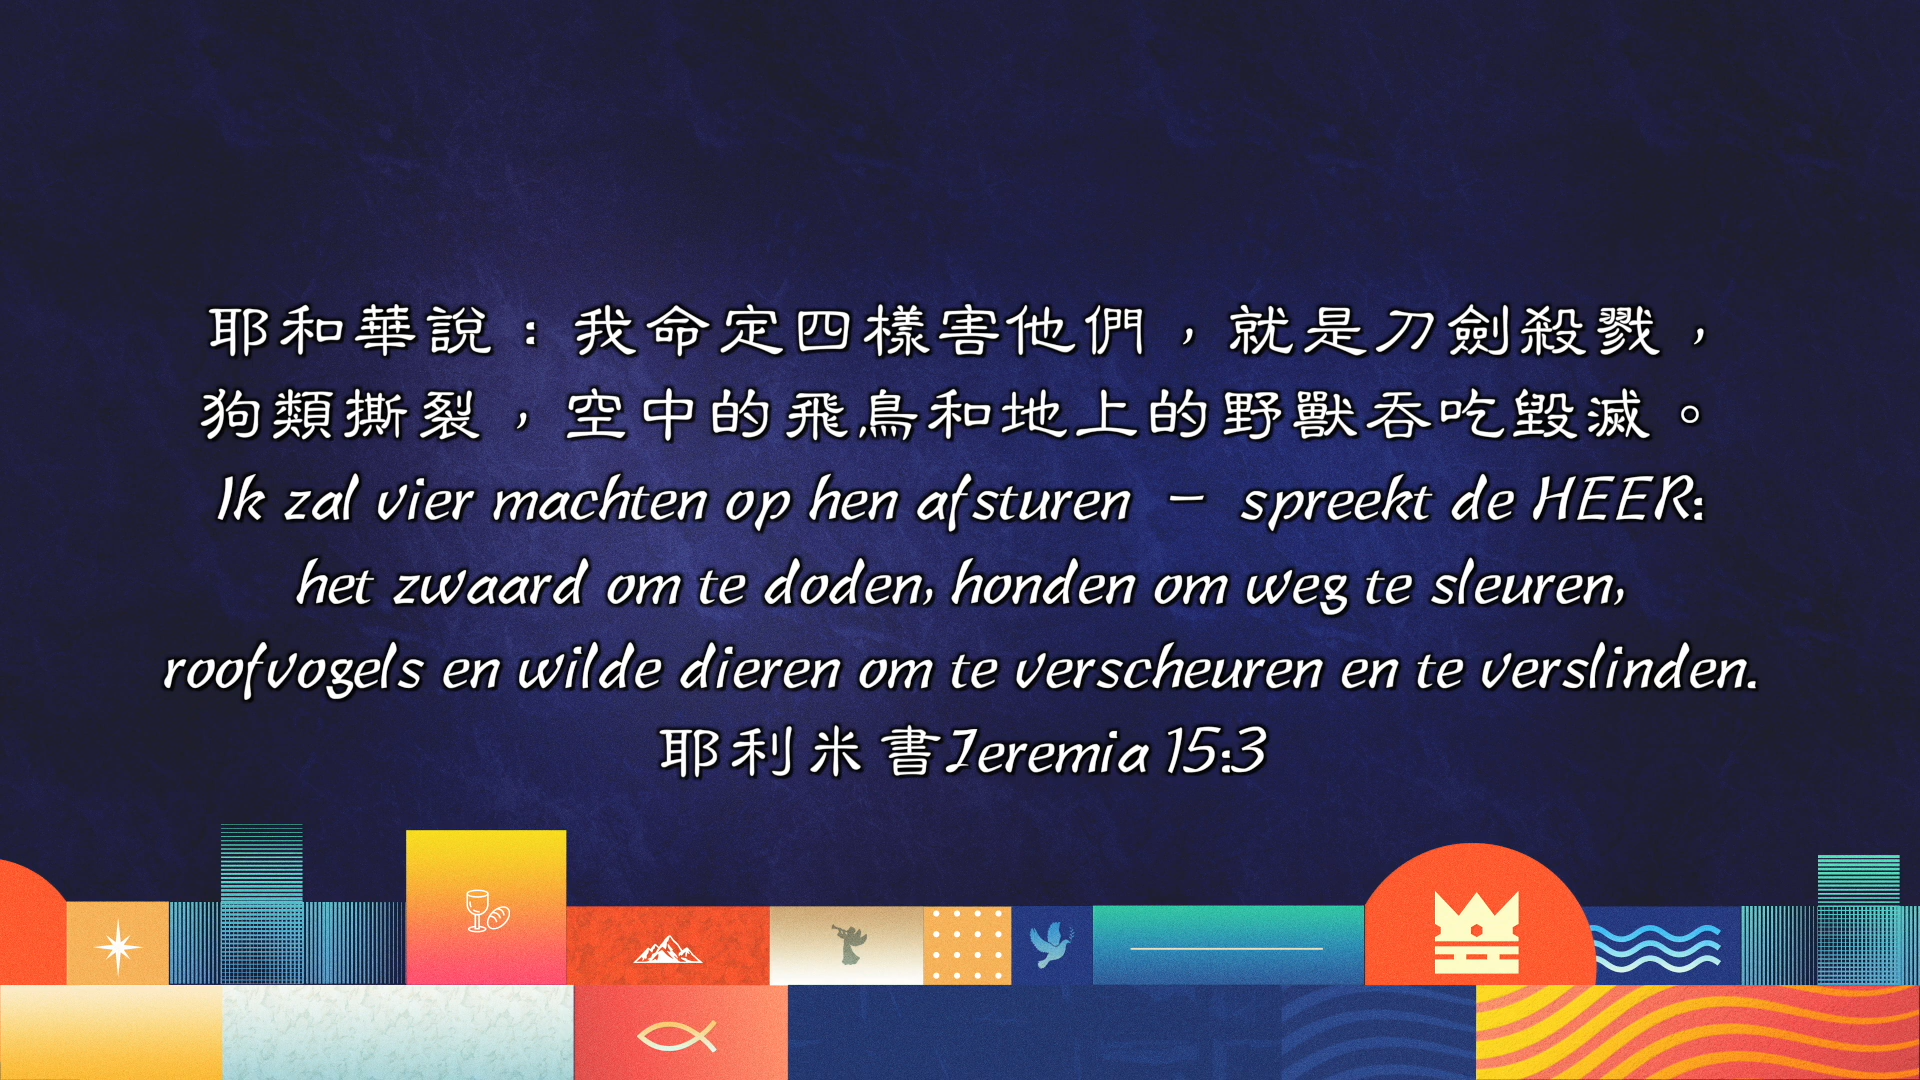 耶和華說：我命定四樣害他們，就是刀劍殺戮，
狗類撕裂，空中的飛鳥和地上的野獸吞吃毀滅。
Ik zal vier machten op hen afsturen – spreekt de HEER:
het zwaard om te doden, honden om weg te sleuren,
roofvogels en wilde dieren om te verscheuren en te verslinden.
耶利米書Jeremia 15:3